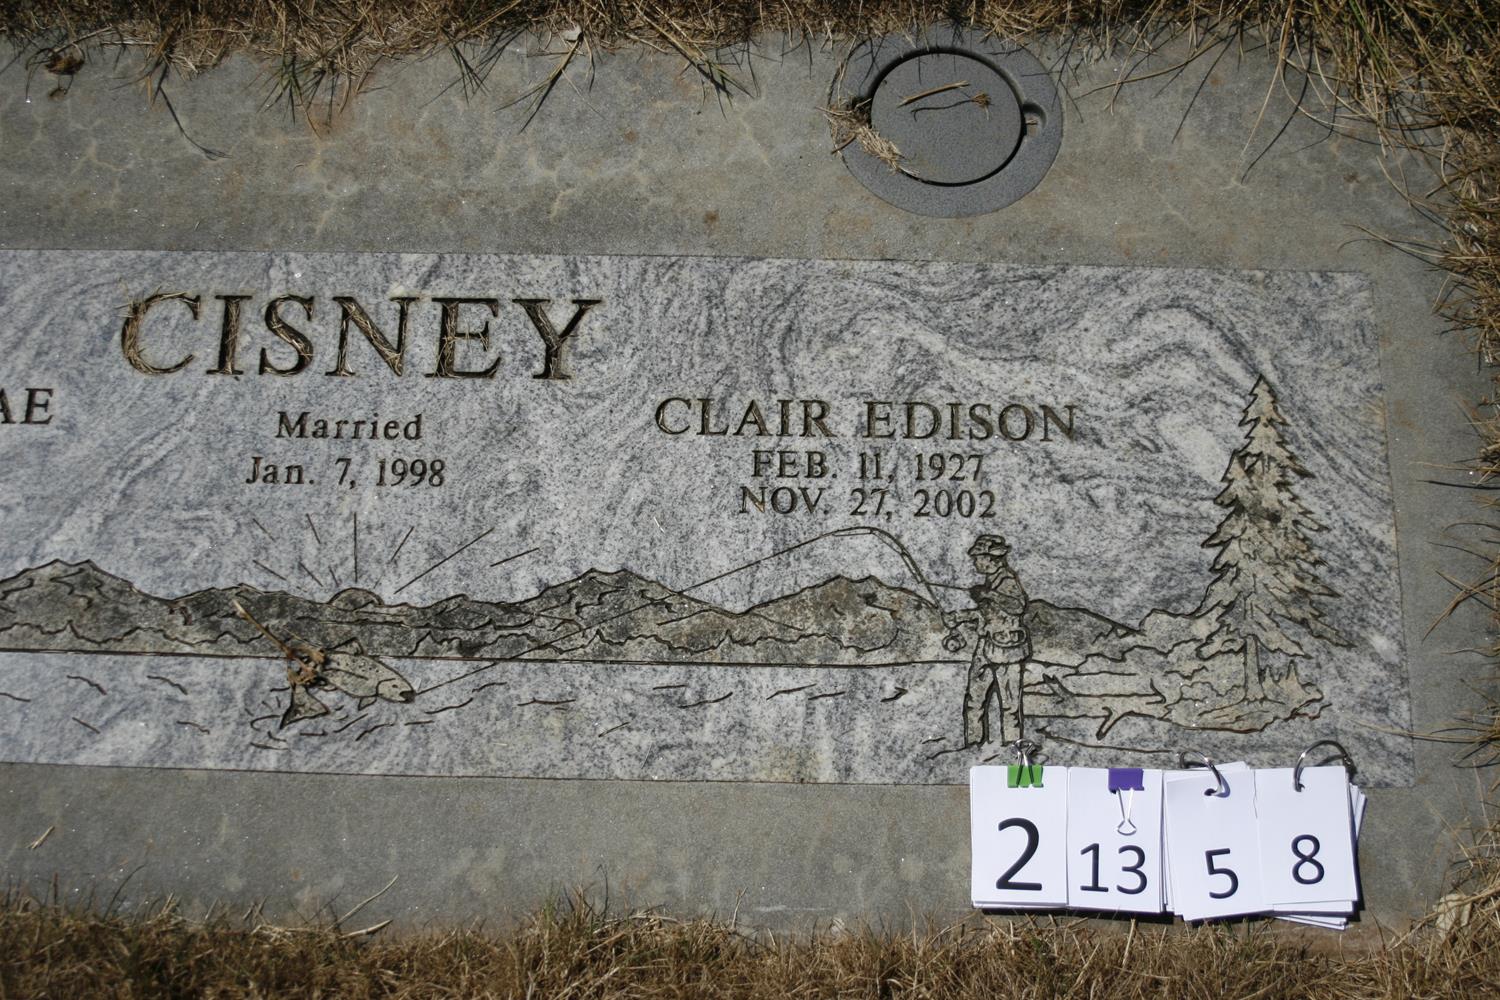 CISNEY
AE
Married
Jan. 7, 1998
CLAIR EDISON
FEB. 11, 1927
NOV. 27, 2002
2 13 5 8